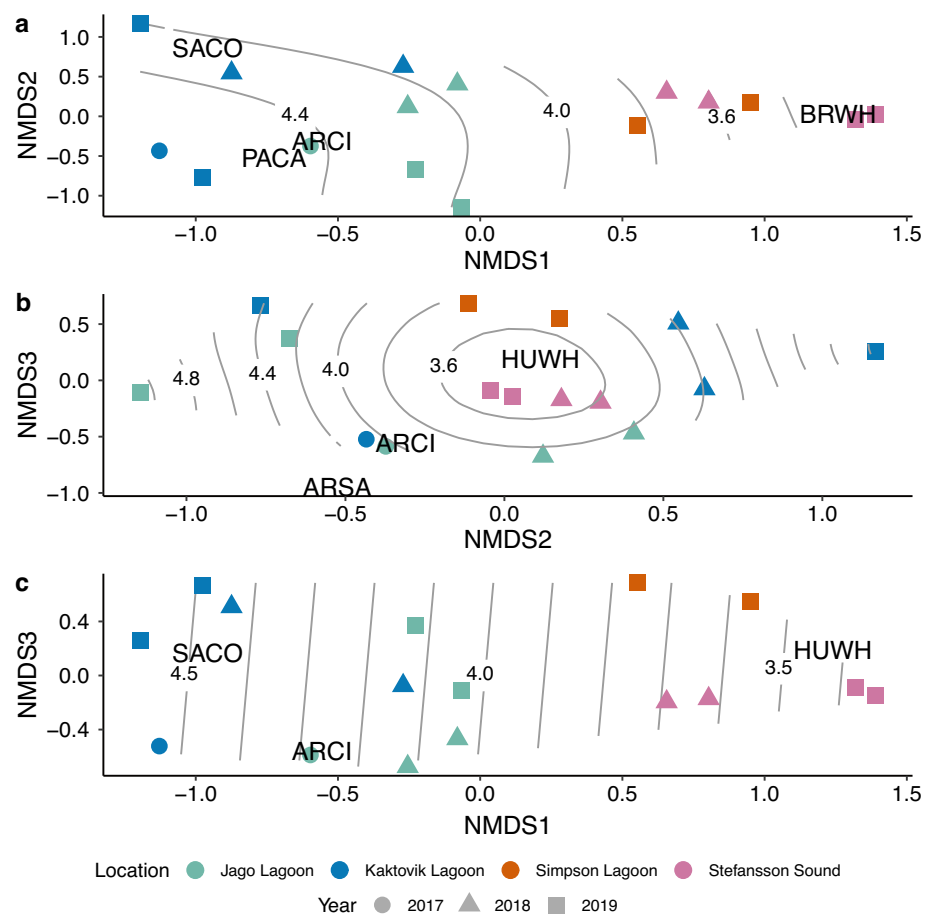 a
1.0
0.5
0.0
−0.5
−1.0
NMDS2
SACO
4.4
ARCI
PACA
4.0
3.6
BRWH
−1.0
−0.5
0.0
0.5
1.0
1.5
NMDS1
b
0.5
0.0
−0.5
−1.0
NMDS3
4.8
4.4
4.0
3.6
HUWH
ARCI
ARSA
−1.0
−0.5
0.0
0.5
1.0
NMDS2
c
0.4
0.0
−0.4
NMDS3
SACO
4.5
ARCI
4.0
3.5
HUWH
−1.0
−0.5
0.0
0.5
1.0
1.5
NMDS1
Location Jago Lagoon Kaktovik Lagoon Simpson Lagoon Stefansson Sound
Year 2017 2018 2019